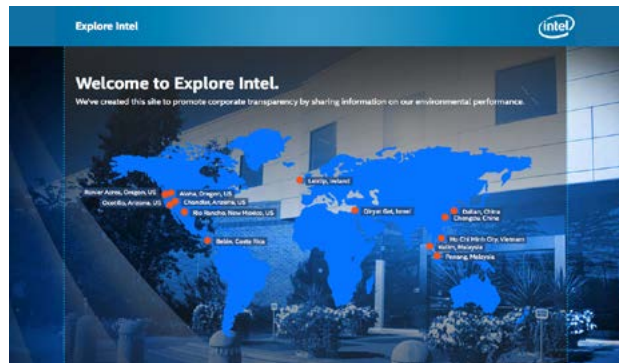 Explore Intel
intel
Welcome to Explore Intel.
We've created this site to promote corporate transparency by sharing information on our environmental performance.
Leixlip, Ireland
Ronler Acres, Oregon, US
Aloha, Oregon, US
Ocotillo, Arizona, US
Chandler, Arizona, US
Rio Rancho, New Mexico, US
Qiryat Gat, Israel
Dalian, China
Chengdu, China
Belén, Costa Rica
Ho Chi Minh City, Vietnam
Kulim, Malaysia
Penang, Malaysia